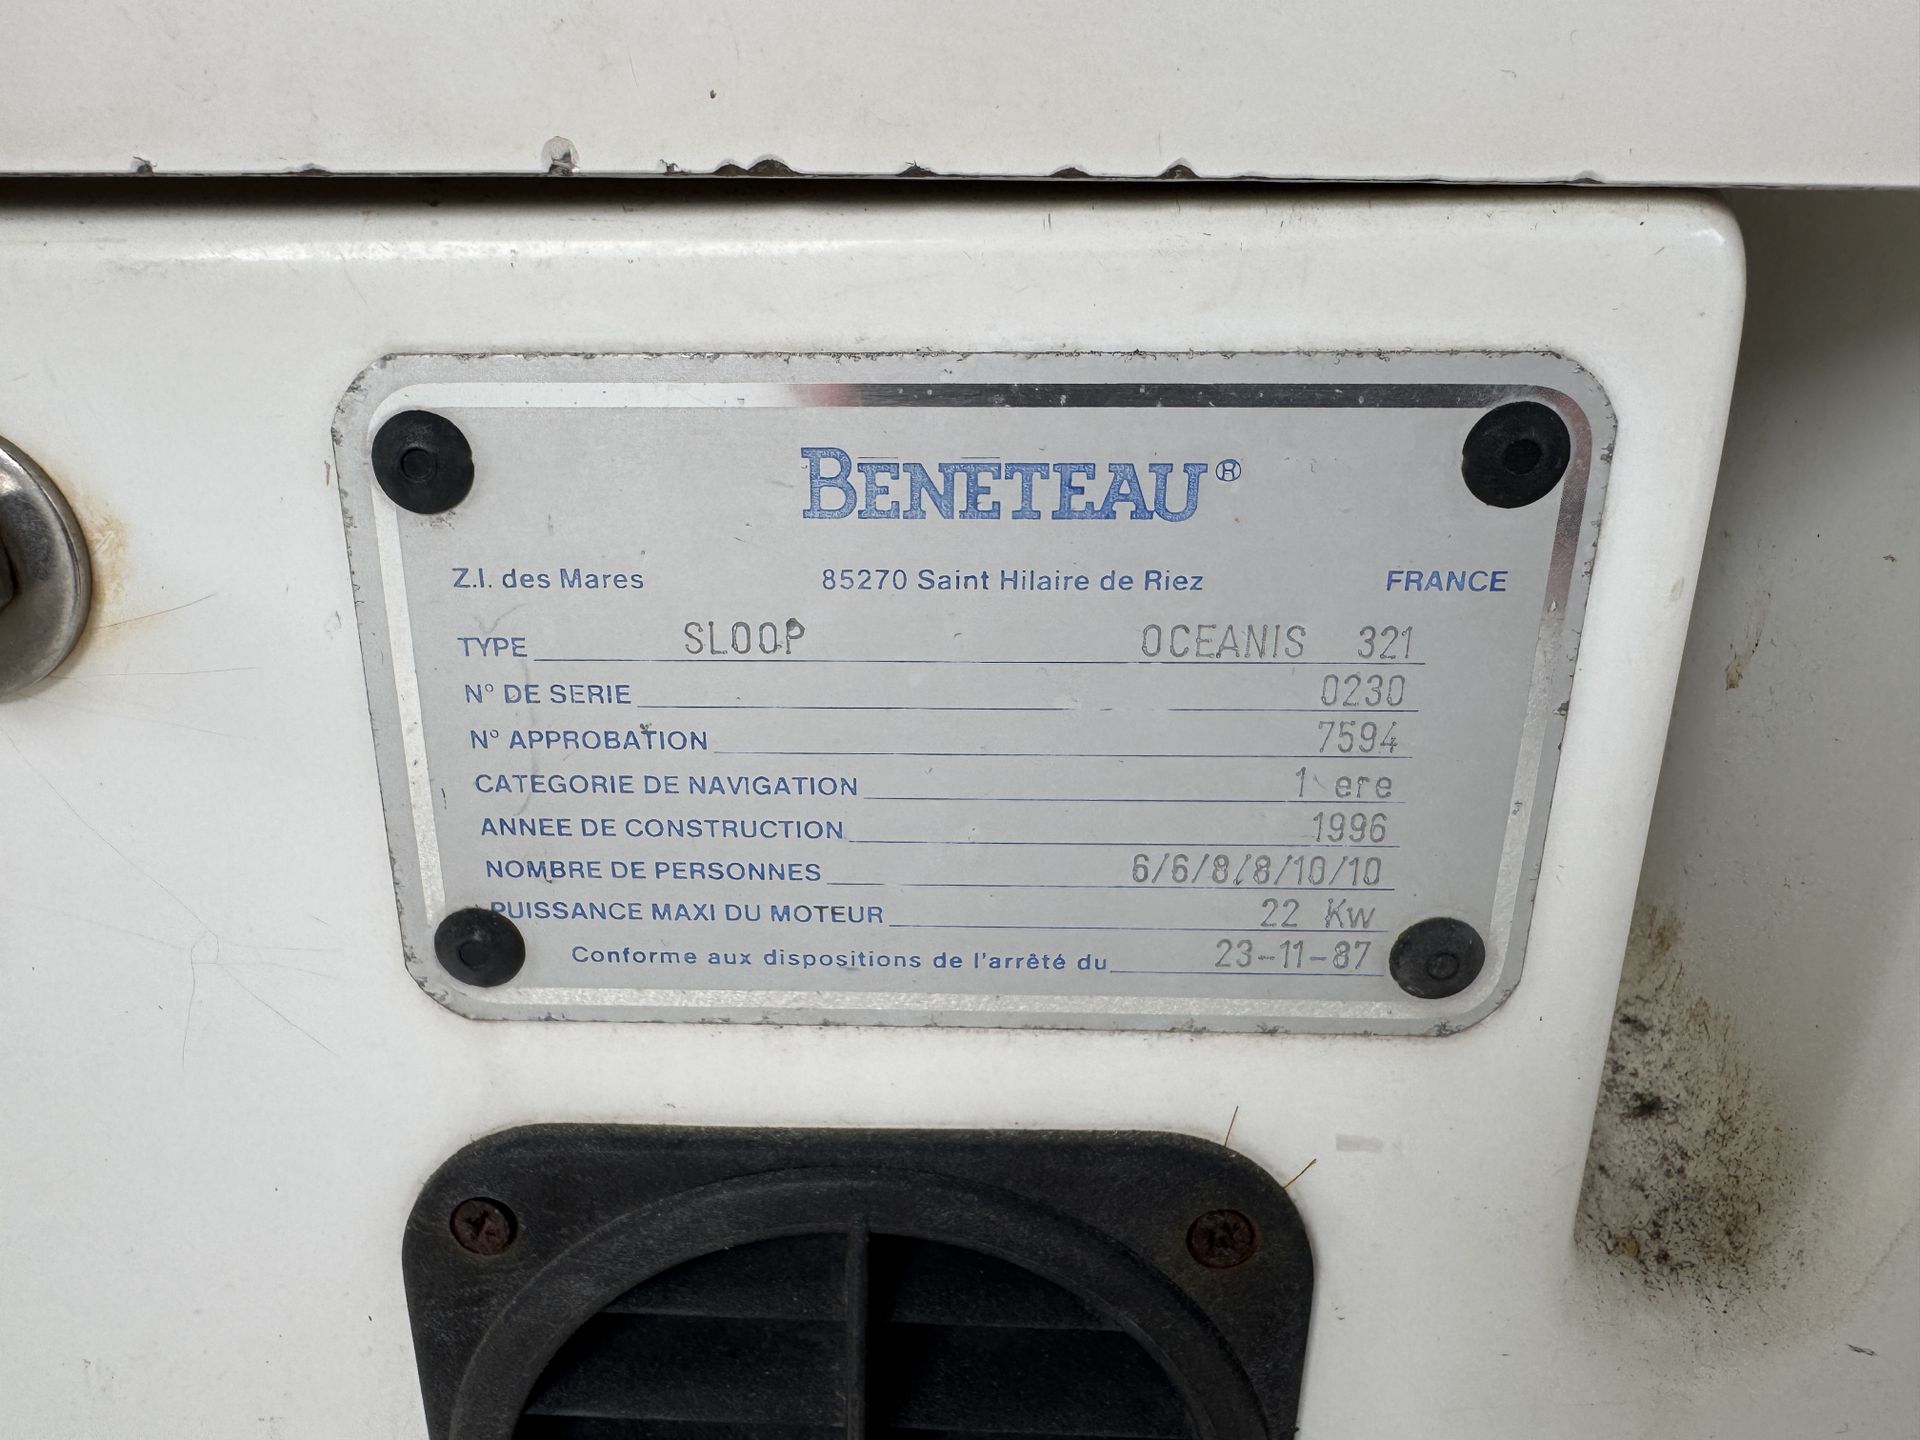 BENETEAU®
Z.I. des Mares 85270 Saint Hilaire de Riez FRANCE
TYPE SLOOP OCEANIS 321
N° DE SERIE 0230
N° APPROBATION 7594
CATEGORIE DE NAVIGATION 1 ere
ANNEE DE CONSTRUCTION 1996
NOMBRE DE PERSONNES 6/6/8/8/10/10
PUISSANCE MAXI DU MOTEUR 22 Kw
Conforme aux dispositions de l'arrêté du 23-11-87